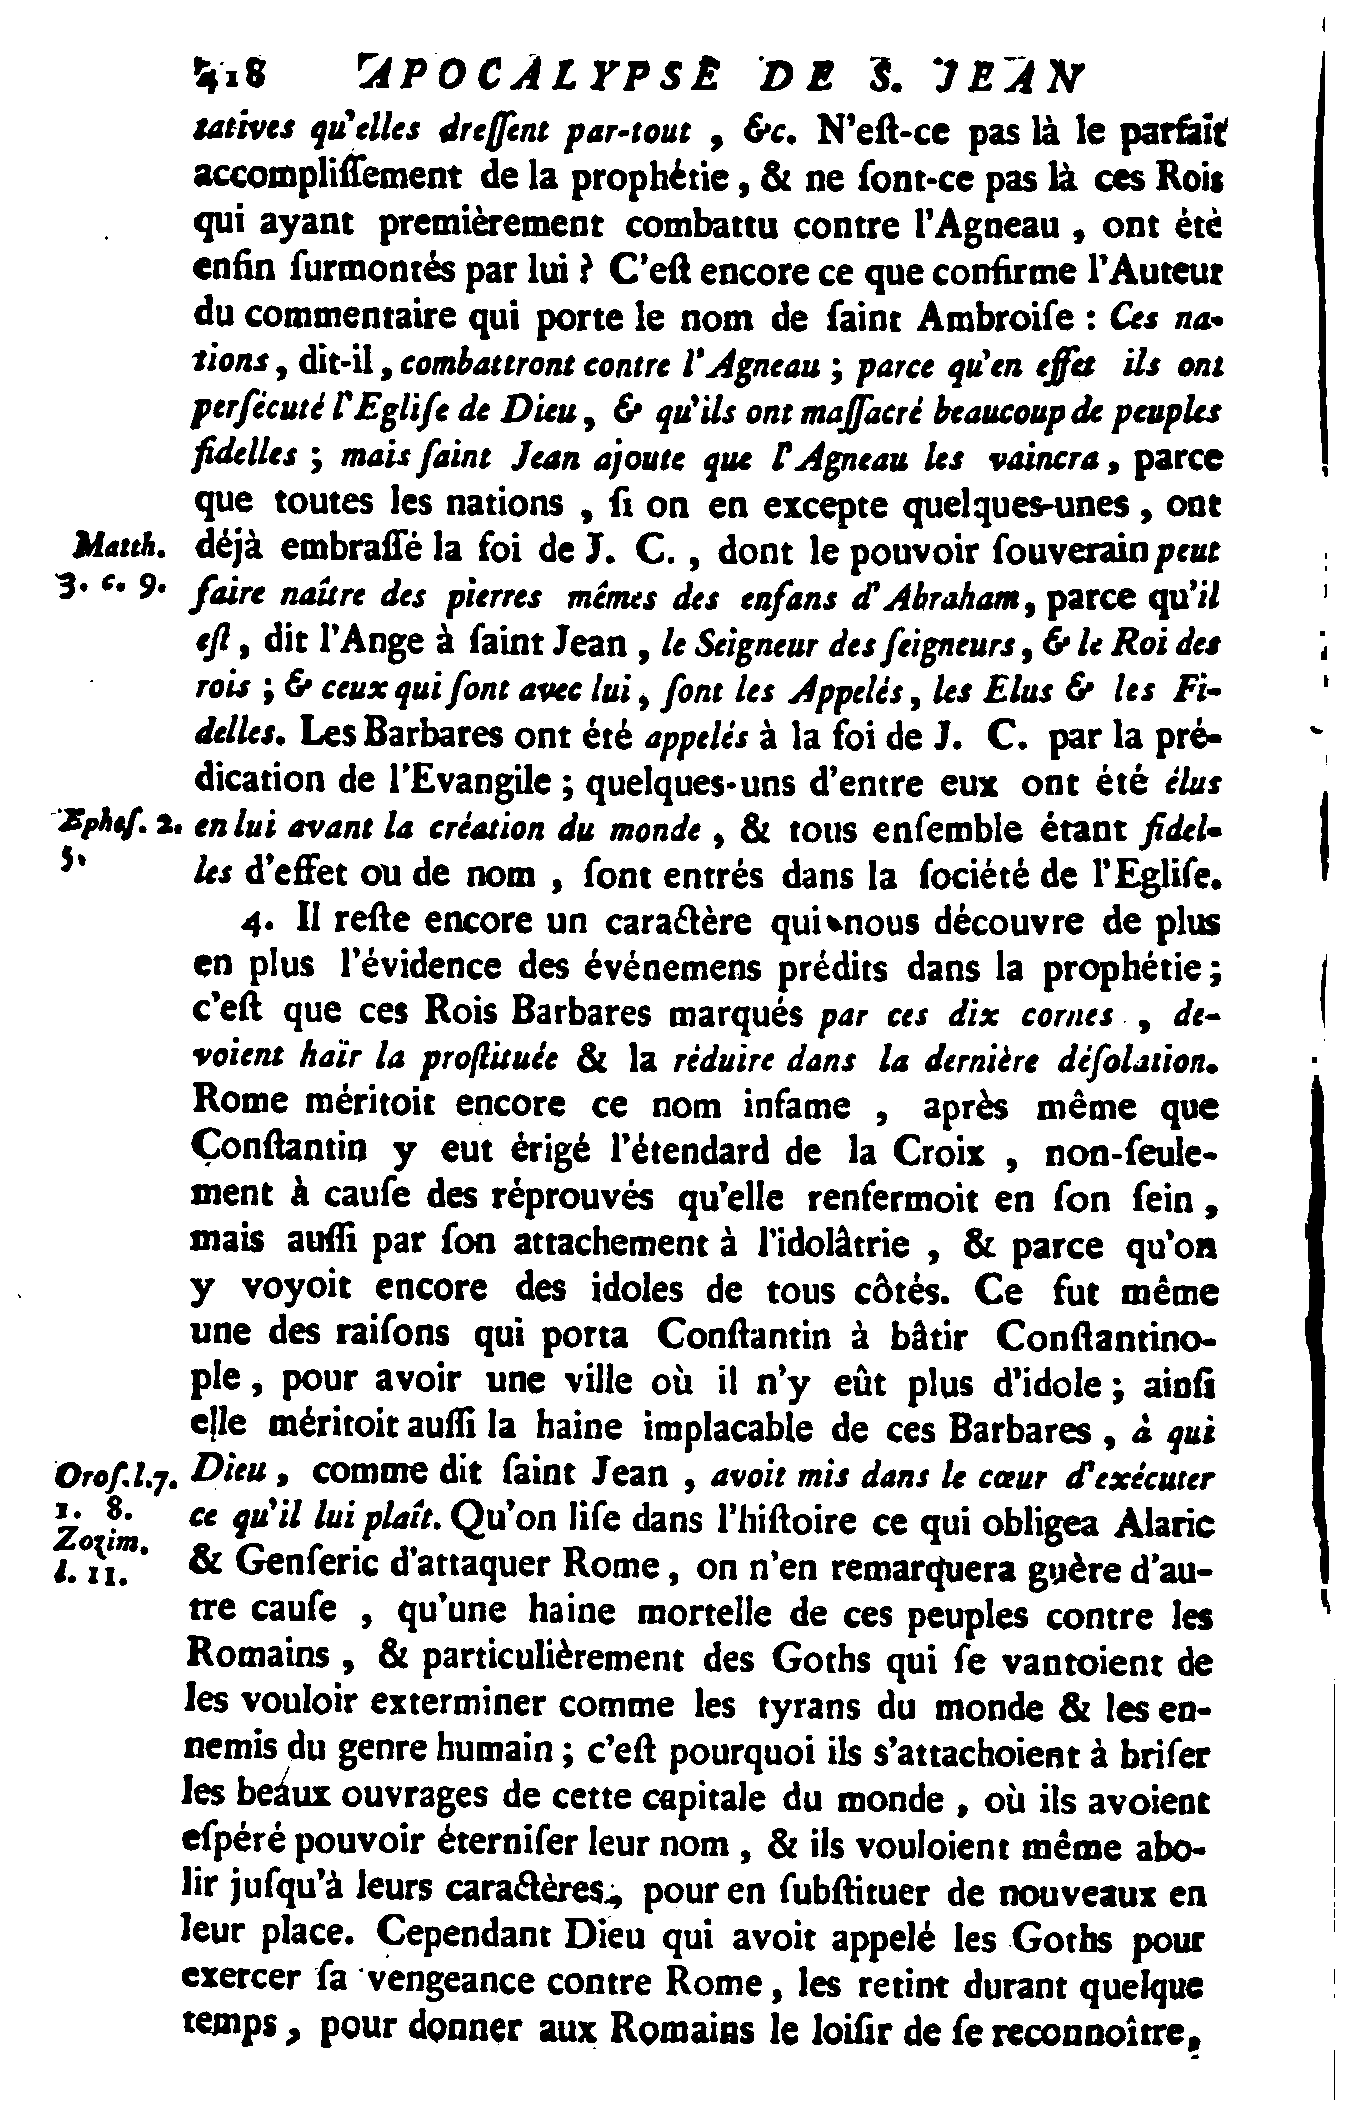 418 APOCALYPSE DE S. JEAN
tatives qu'elles dreſſent par-tout, &c. N'eſt-ce pas là le parfait
accompliſſement de la prophétie, & ne ſont-ce pas là ces Rois
qui ayant premièrement combattu contre l'Agneau, ont été
enfin ſurmontés par lui? C'eſt encore ce que confirme l'Auteur
du commentaire qui porte le nom de ſaint Ambroiſe : Ces na-
tions, dit-il, combattront contre l'Agneau ; parce qu'en effet ils ont
perſécuté l'Egliſe de Dieu, & qu'ils ont maſſacré beaucoup de peuples
fidelles ; mais ſaint Jean ajoute que l'Agneau les vaincra, parce
que toutes les nations, ſi on en excepte quelques-unes, ont
Matth. déjà embraſſé la foi de J. C., dont le pouvoir ſouverain peut
3. c. 9. faire naître des pierres mêmes des enfans d'Abraham, parce qu'il
eſt, dit l'Ange à ſaint Jean, le Seigneur des ſeigneurs, & le Roi des
rois ; & ceux qui ſont avec lui, ſont les Appelés, les Elus & les Fi-
delles. Les Barbares ont été appelés à la foi de J. C. par la pré-
dication de l'Evangile ; quelques-uns d'entre eux ont été élus
Epheſ. 2. en lui avant la création du monde, & tous enſemble étant fidel-
5. les d'effet ou de nom, ſont entrés dans la ſociété de l'Egliſe.
4. Il reſte encore un caractère qui nous découvre de plus
en plus l'évidence des événemens prédits dans la prophétie ;
c'eſt que ces Rois Barbares marqués par ces dix cornes, de-
voient haïr la proſtituée & la réduire dans la dernière déſolation.
Rome méritoit encore ce nom infame, après même que
Conſtantin y eut érigé l'étendard de la Croix, non-ſeule-
ment à cauſe des réprouvés qu'elle renfermoit en ſon ſein,
mais auſſi par ſon attachement à l'idolâtrie, & parce qu'on
y voyoit encore des idoles de tous côtés. Ce fut même
une des raiſons qui porta Conſtantin à bâtir Conſtantino-
ple, pour avoir une ville où il n'y eût plus d'idole ; ainſi
elle méritoit auſſi la haine implacable de ces Barbares, à qui
Oroſ. l. 7. Dieu, comme dit ſaint Jean, avoit mis dans le cœur d'exécuter
1. 8. ce qu'il lui plaît. Qu'on liſe dans l'hiſtoire ce qui obligea Alaric
Zozim. & Genſeric d'attaquer Rome, on n'en remarquera guère d'au-
l. 11. tre cauſe, qu'une haine mortelle de ces peuples contre les
Romains, & particulièrement des Goths qui ſe vantoient de
les vouloir exterminer comme les tyrans du monde & les en-
nemis du genre humain ; c'eſt pourquoi ils s'attachoient à briſer
les beaux ouvrages de cette capitale du monde, où ils avoient
eſpéré pouvoir éterniſer leur nom, & ils vouloient même abo-
lir juſqu'à leurs caractères, pour en ſubſtituer de nouveaux en
leur place. Cependant Dieu qui avoit appelé les Goths pour
exercer ſa vengeance contre Rome, les retint durant quelque
temps, pour donner aux Romains le loiſir de ſe reconnoître,